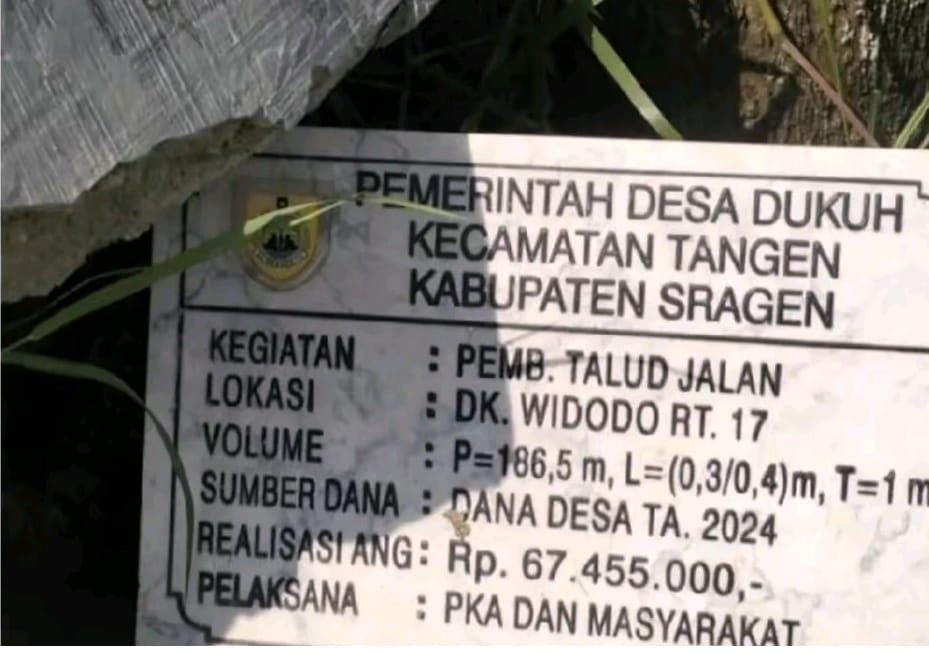 PEMERINTAH DESA DUKUH
KECAMATAN TANGEN
KABUPATEN SRAGEN
KEGIATAN : PEMB. TALUD JALAN
LOKASI : DK. WIDODO RT. 17
VOLUME : P=186,5 m, L=(0,3/0,4)m, T=1 m
SUMBER DANA : DANA DESA TA. 2024
REALISASI ANG : Rp. 67.455.000,-
PELAKSANA : PKA DAN MASYARAKAT